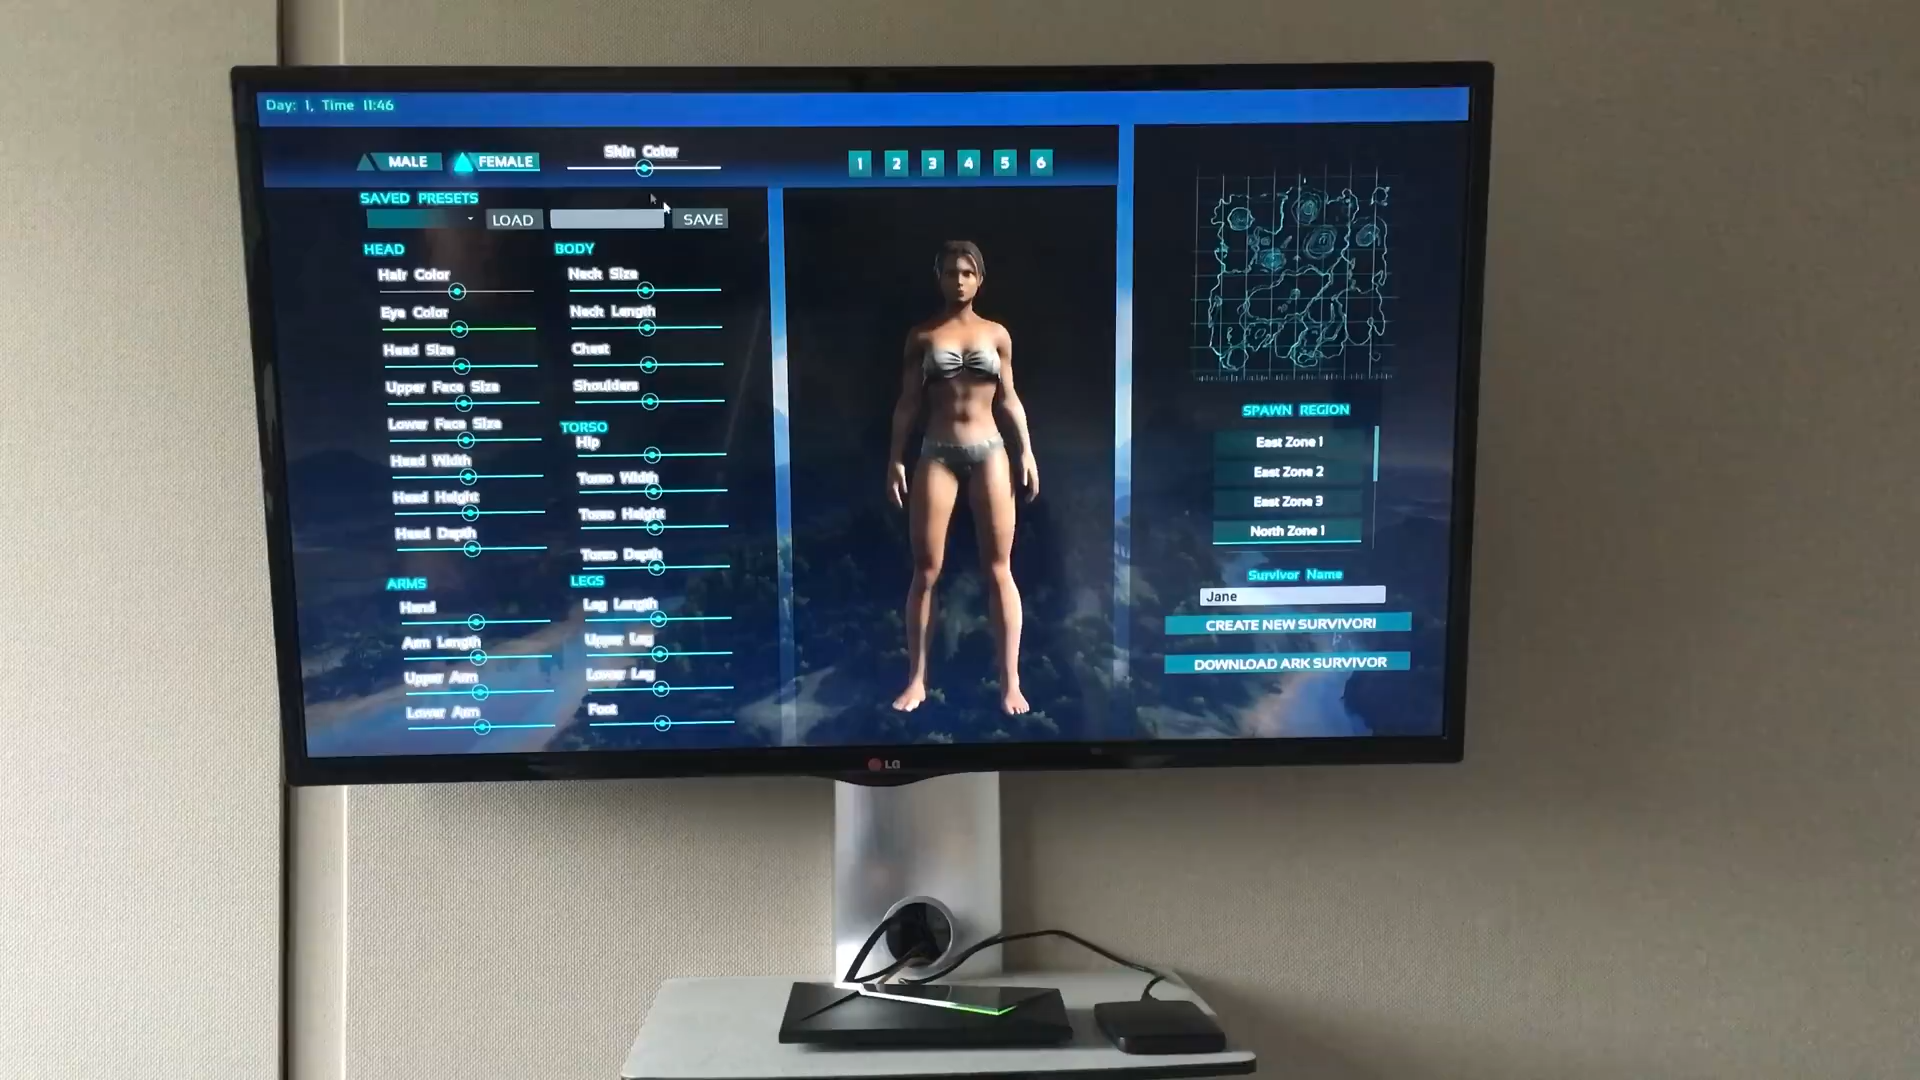 Day: 1, Time 11:46
MALE
FEMALE
Skin Color
1 2 3 4 5 6
SAVED PRESETS
LOAD
SAVE
HEAD
Hair Color
Eye Color
Head Size
Upper Face Size
Lower Face Size
Head Width
Head Height
Head Depth
ARMS
Hand
Arm Length
Upper Arm
Lower Arm
BODY
Neck Size
Neck Length
Chest
Shoulders
TORSO
Hip
Torso Width
Torso Height
Torso Depth
LEGS
Leg Length
Upper Leg
Lower Leg
Foot
SPAWN REGION
East Zone 1
East Zone 2
East Zone 3
North Zone 1
Survivor Name
Jane
CREATE NEW SURVIVOR!
DOWNLOAD ARK SURVIVOR
LG